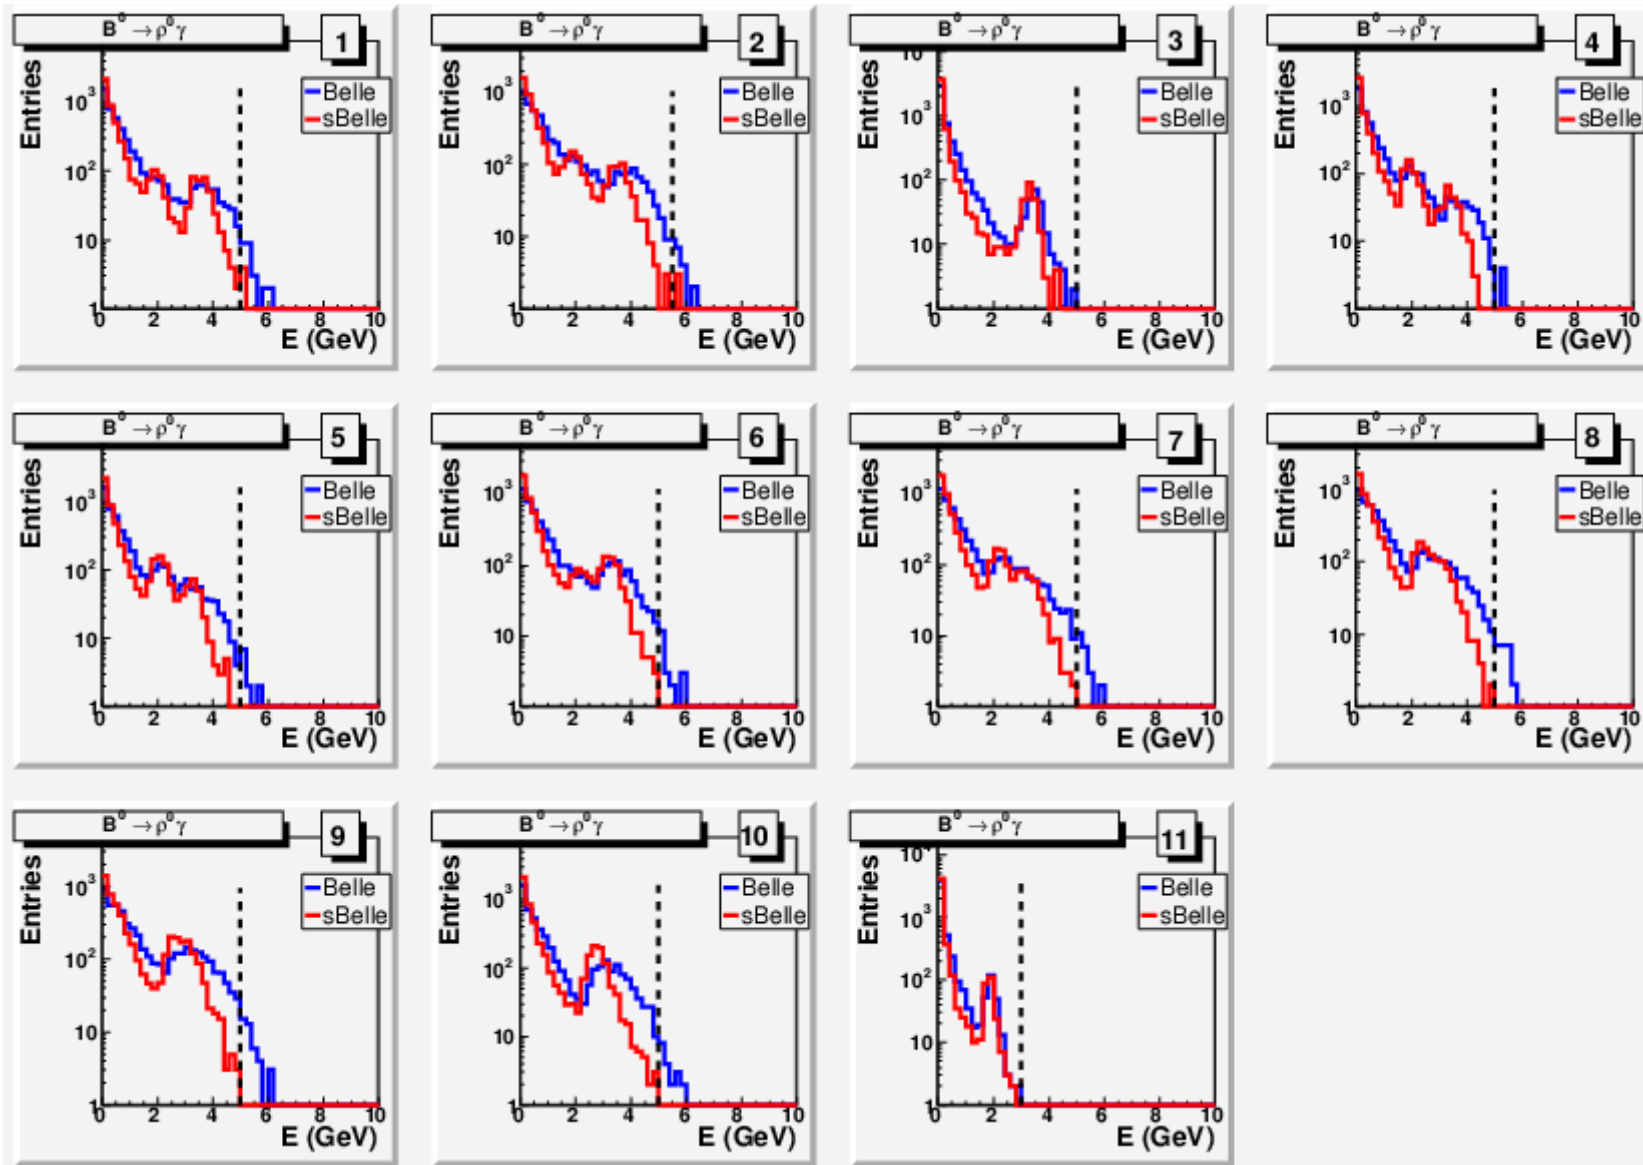 B⁰→ρ⁰γ
1
Entries
10³
10²
10
1
Belle
sBelle
0 2 4 6 8 10
E (GeV)
B⁰→ρ⁰γ
2
Entries
10³
10²
10
1
Belle
sBelle
0 2 4 6 8 10
E (GeV)
B⁰→ρ⁰γ
3
Entries
10
10³
10²
10
1
Belle
sBelle
0 2 4 6 8 10
E (GeV)
B⁰→ρ⁰γ
4
Entries
10³
10²
10
1
Belle
sBelle
0 2 4 6 8 10
E (GeV)
B⁰→ρ⁰γ
5
Entries
10³
10²
10
1
Belle
sBelle
0 2 4 6 8 10
E (GeV)
B⁰→ρ⁰γ
6
Entries
10³
10²
10
1
Belle
sBelle
0 2 4 6 8 10
E (GeV)
B⁰→ρ⁰γ
7
Entries
10³
10²
10
1
Belle
sBelle
0 2 4 6 8 10
E (GeV)
B⁰→ρ⁰γ
8
Entries
10³
10²
10
1
Belle
sBelle
0 2 4 6 8 10
E (GeV)
B⁰→ρ⁰γ
9
Entries
10³
10²
10
1
Belle
sBelle
0 2 4 6 8 10
E (GeV)
B⁰→ρ⁰γ
10
Entries
10³
10²
10
1
Belle
sBelle
0 2 4 6 8 10
E (GeV)
B⁰→ρ⁰γ
11
Entries
10⁴
10³
10²
10
1
Belle
sBelle
0 2 4 6 8 10
E (GeV)